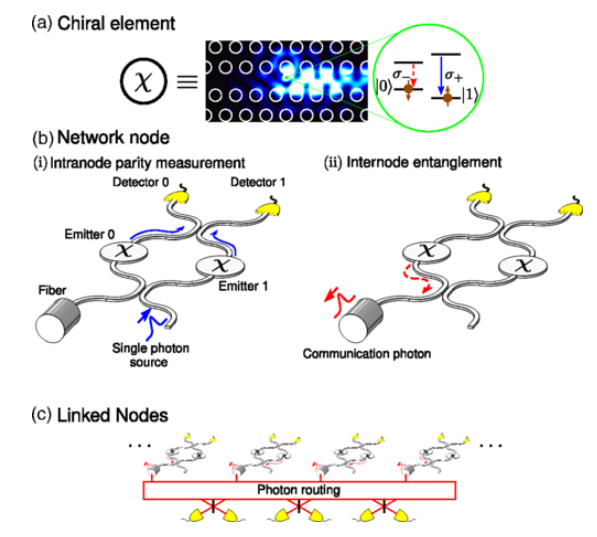 (a) Chiral element
χ ≡
σ₋ σ₊
|0⟩ |1⟩
(b) Network node
(i) Intranode parity measurement
Detector 0 Detector 1
Emitter 0
χ
χ
Fiber
Emitter 1
Single photon
source
(ii) Internode entanglement
χ
χ
Communication photon
(c) Linked Nodes
... ...
Photon routing